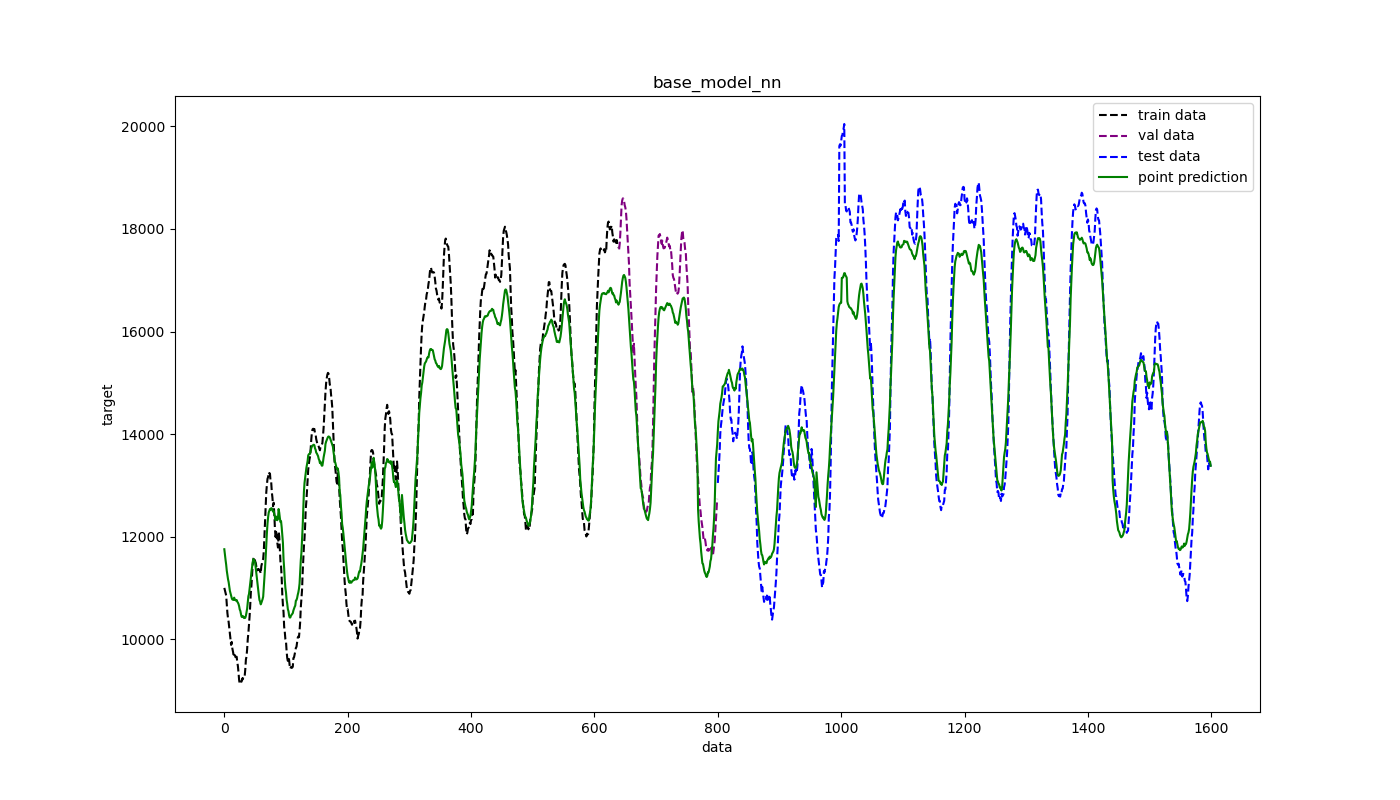 base_model_nn
train data
val data
test data
point prediction
20000
18000
16000
14000
12000
10000
target
0 200 400 600 800 1000 1200 1400 1600
data